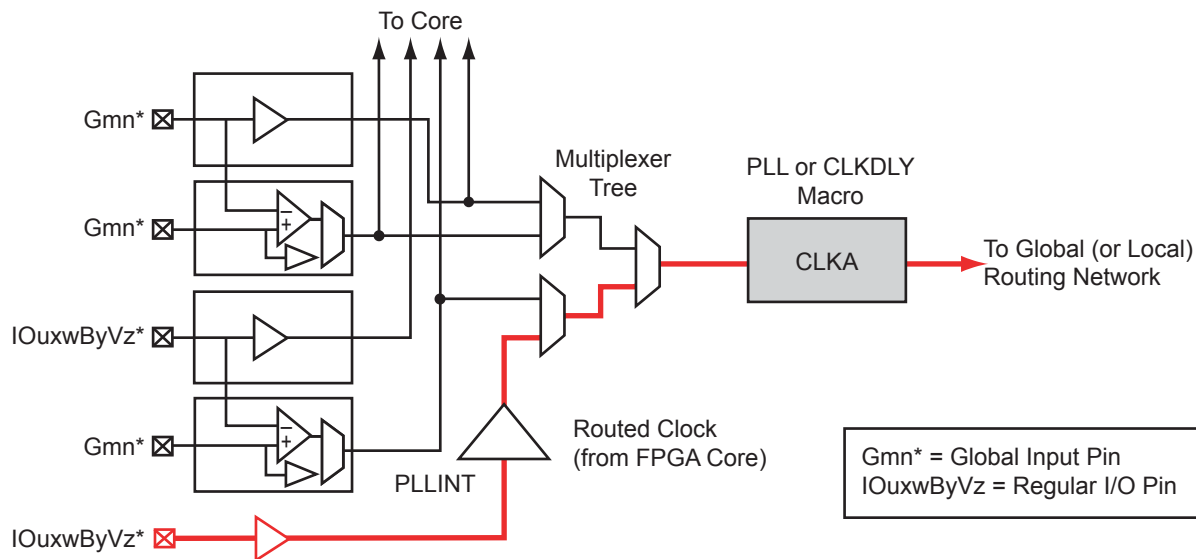 To Core
Gmn*
Multiplexer
Tree
PLL or CLKDLY
Macro
Gmn*
CLKA
To Global (or Local)
Routing Network
IOuxwByVz*
Gmn*
Routed Clock
(from FPGA Core)
PLLINT
Gmn* = Global Input Pin
IOuxwByVz = Regular I/O Pin
IOuxwByVz*